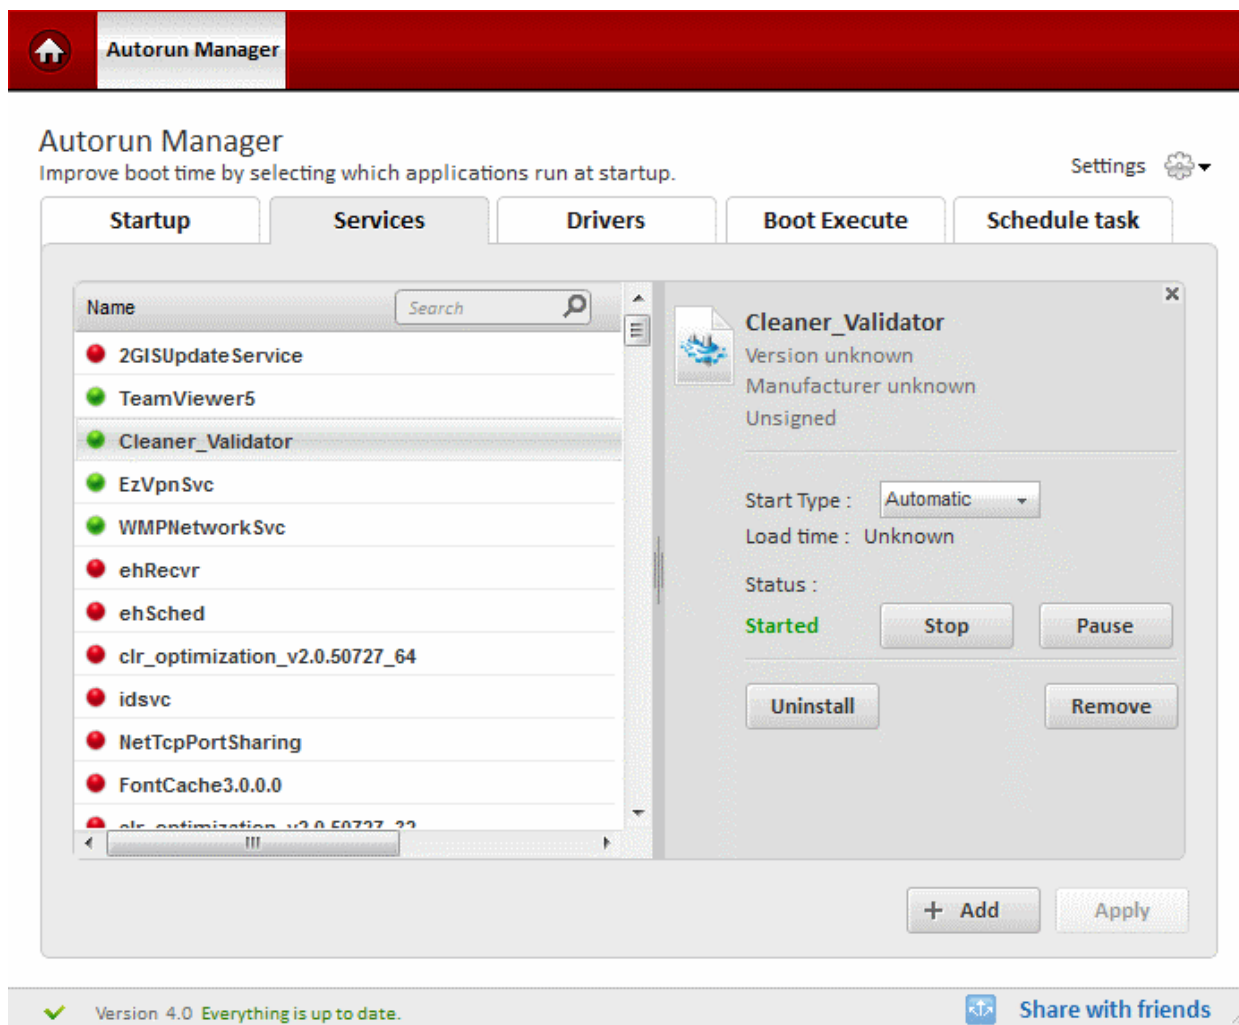 Autorun Manager
Autorun Manager
Improve boot time by selecting which applications run at startup.
Settings
Startup
Services
Drivers
Boot Execute
Schedule task
Name
Search
2GISUpdateService
TeamViewer5
Cleaner_Validator
EzVpnSvc
WMPNetworkSvc
ehRecvr
ehSched
clr_optimization_v2.0.50727_64
idsvc
NetTcpPortSharing
FontCache3.0.0.0
clr_optimization_v2.0.50727_32
Cleaner_Validator
Version unknown
Manufacturer unknown
Unsigned
Start Type : Automatic
Load time : Unknown
Status :
Started
Stop
Pause
Uninstall
Remove
+ Add
Apply
Version 4.0 Everything is up to date.
Share with friends